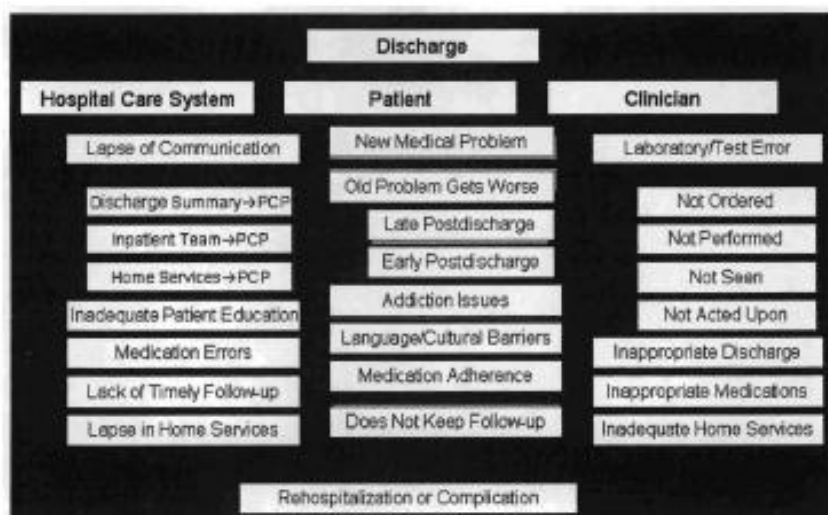 Discharge
Hospital Care System
Patient
Clinician
Lapse of Communication
Discharge Summary→PCP
Inpatient Team→PCP
Home Services→PCP
Inadequate Patient Education
Medication Errors
Lack of Timely Follow-up
Lapse in Home Services
New Medical Problem
Old Problem Gets Worse
Late Postdischarge
Early Postdischarge
Addiction Issues
Language/Cultural Barriers
Medication Adherence
Does Not Keep Follow-up
Laboratory/Test Error
Not Ordered
Not Performed
Not Seen
Not Acted Upon
Inappropriate Discharge
Inappropriate Medications
Inadequate Home Services
Rehospitalization or Complication